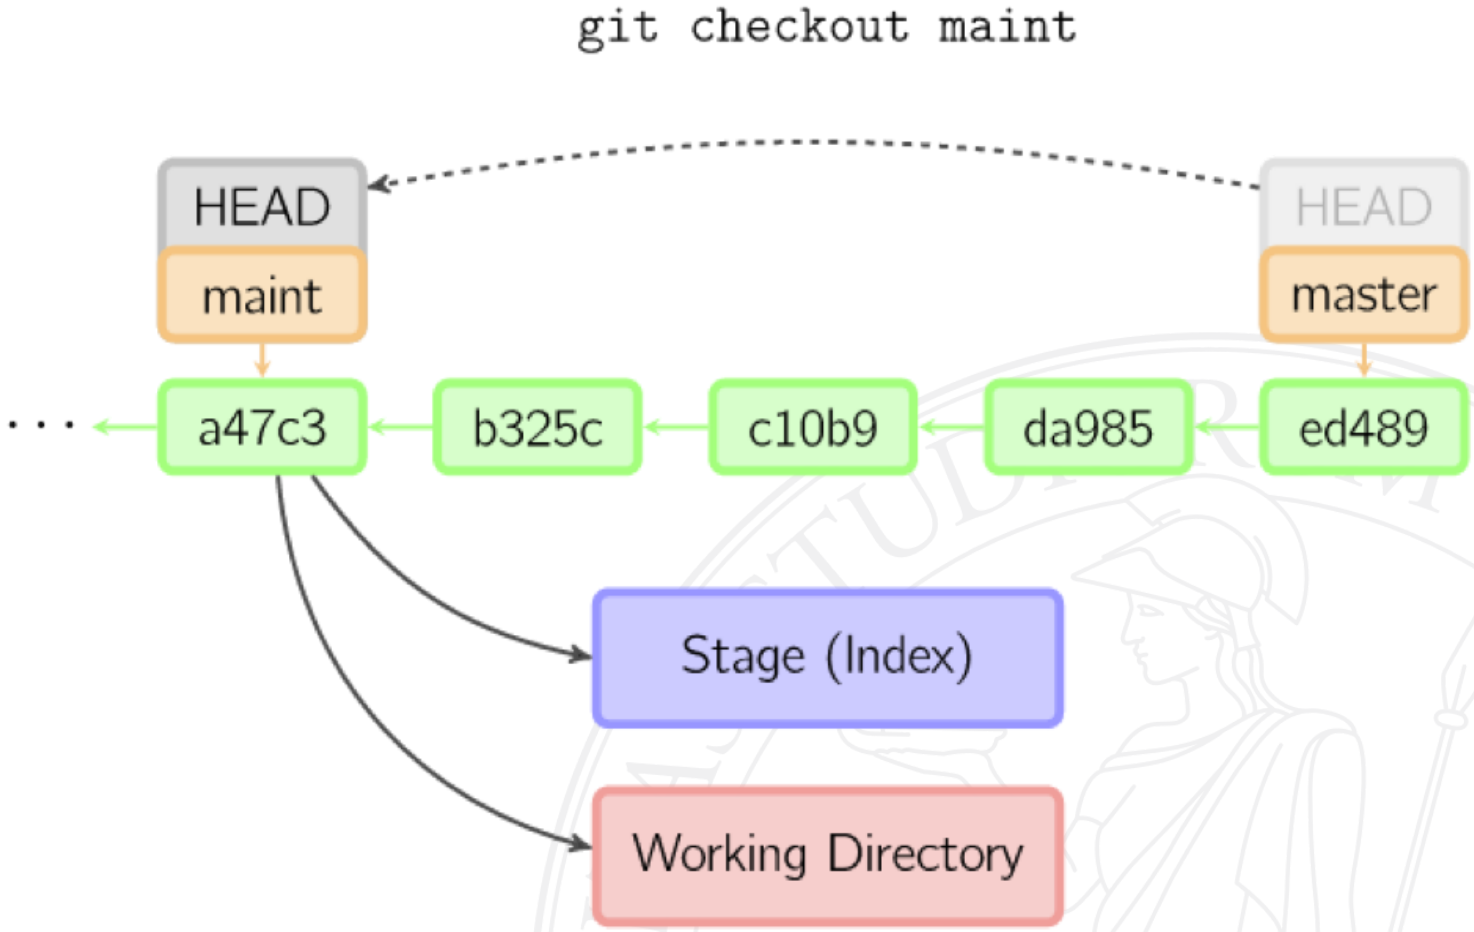 git checkout maint
HEAD
HEAD
maint
master
...
a47c3
b325c
c10b9
da985
ed489
Stage (Index)
Working Directory